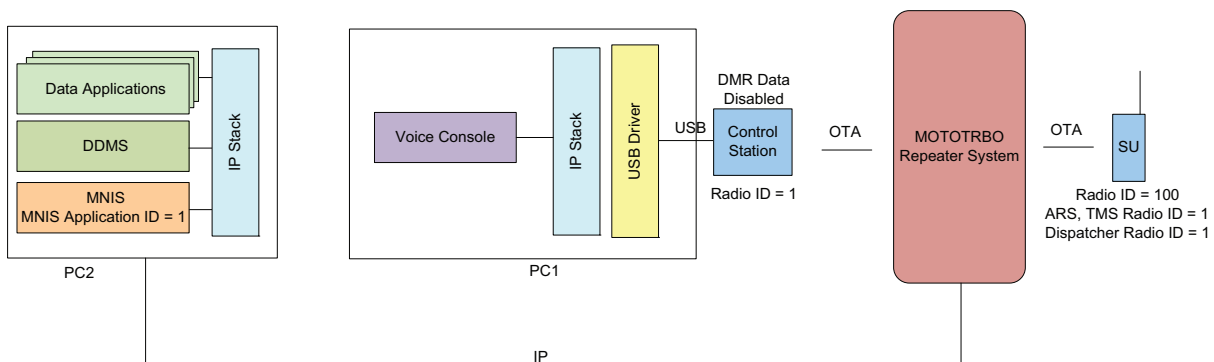 Data Applications
DDMS
MNIS
MNIS Application ID = 1
IP Stack
PC2
Voice Console
IP Stack
USB Driver
PC1
USB
DMR Data
Disabled
Control
Station
Radio ID = 1
OTA
MOTOTRBO
Repeater System
OTA
SU
Radio ID = 100
ARS, TMS Radio ID = 1
Dispatcher Radio ID = 1
IP